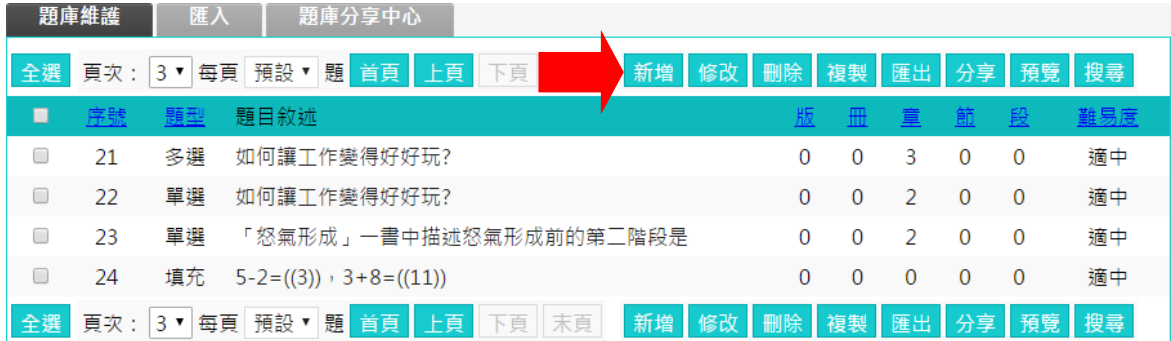 題庫維護 匯入 題庫分享中心
全選 頁次: 3 每頁 預設 題 首頁 上頁 下頁 新增 修改 刪除 複製 匯出 分享 預覽 搜尋
序號 題型 題目敘述 版 冊 章 節 段 難易度
21 多選 如何讓工作變得好好玩? 0 0 3 0 0 適中
22 單選 如何讓工作變得好好玩? 0 0 2 0 0 適中
23 單選 「怒氣形成」一書中描述怒氣形成前的第二階段是 0 0 2 0 0 適中
24 填充 5-2=((3)),3+8=((11)) 0 0 0 0 0 適中
全選 頁次: 3 每頁 預設 題 首頁 上頁 下頁 末頁 新增 修改 刪除 複製 匯出 分享 預覽 搜尋